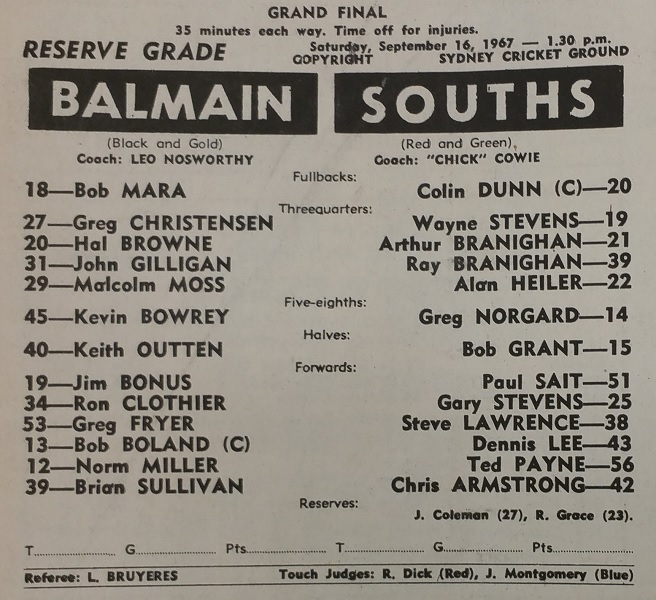 GRAND FINAL
35 minutes each way. Time off for injuries.
RESERVE GRADE
Saturday, September 16, 1967 — 1.30 p.m.
COPYRIGHT SYDNEY CRICKET GROUND
BALMAIN SOUTHS
(Black and Gold) (Red and Green)
Coach: LEO NOSWORTHY Coach: "CHICK" COWIE
Fullbacks:
18—Bob MARA Colin DUNN (C)—20
Threequarters:
27—Greg CHRISTENSEN Wayne STEVENS—19
20—Hal BROWNE Arthur BRANIGHAN—21
31—John GILLIGAN Ray BRANIGHAN—39
29—Malcolm MOSS Alan HEILER—22
Five-eighths:
45—Kevin BOWREY Greg NORGARD—14
Halves:
40—Keith OUTTEN Bob GRANT—15
Forwards:
19—Jim BONUS Paul SAIT—51
34—Ron CLOTHIER Gary STEVENS—25
53—Greg FRYER Steve LAWRENCE—38
13—Bob BOLAND (C) Dennis LEE—43
12—Norm MILLER Ted PAYNE—56
39—Brian SULLIVAN Chris ARMSTRONG—42
Reserves:
J. Coleman (27), R. Grace (23).
T............ G............ Pts............ T............ G............ Pts............
Referee: L. BRUYERES Touch Judges: R. Dick (Red), J. Montgomery (Blue)